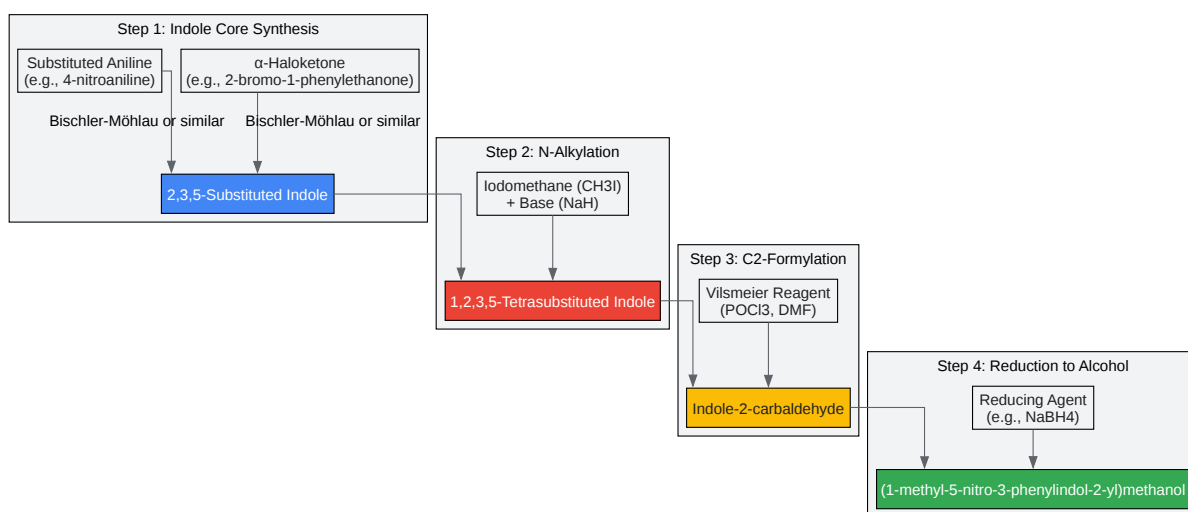 Step 1: Indole Core Synthesis
Substituted Aniline
(e.g., 4-nitroaniline)
α-Haloketone
(e.g., 2-bromo-1-phenylethanone)
Bischler-Möhlau or similar
Bischler-Möhlau or similar
2,3,5-Substituted Indole
Step 2: N-Alkylation
Iodomethane (CH3I)
+ Base (NaH)
1,2,3,5-Tetrasubstituted Indole
Step 3: C2-Formylation
Vilsmeier Reagent
(POCl3, DMF)
Indole-2-carbaldehyde
Step 4: Reduction to Alcohol
Reducing Agent
(e.g., NaBH4)
(1-methyl-5-nitro-3-phenylindol-2-yl)methanol